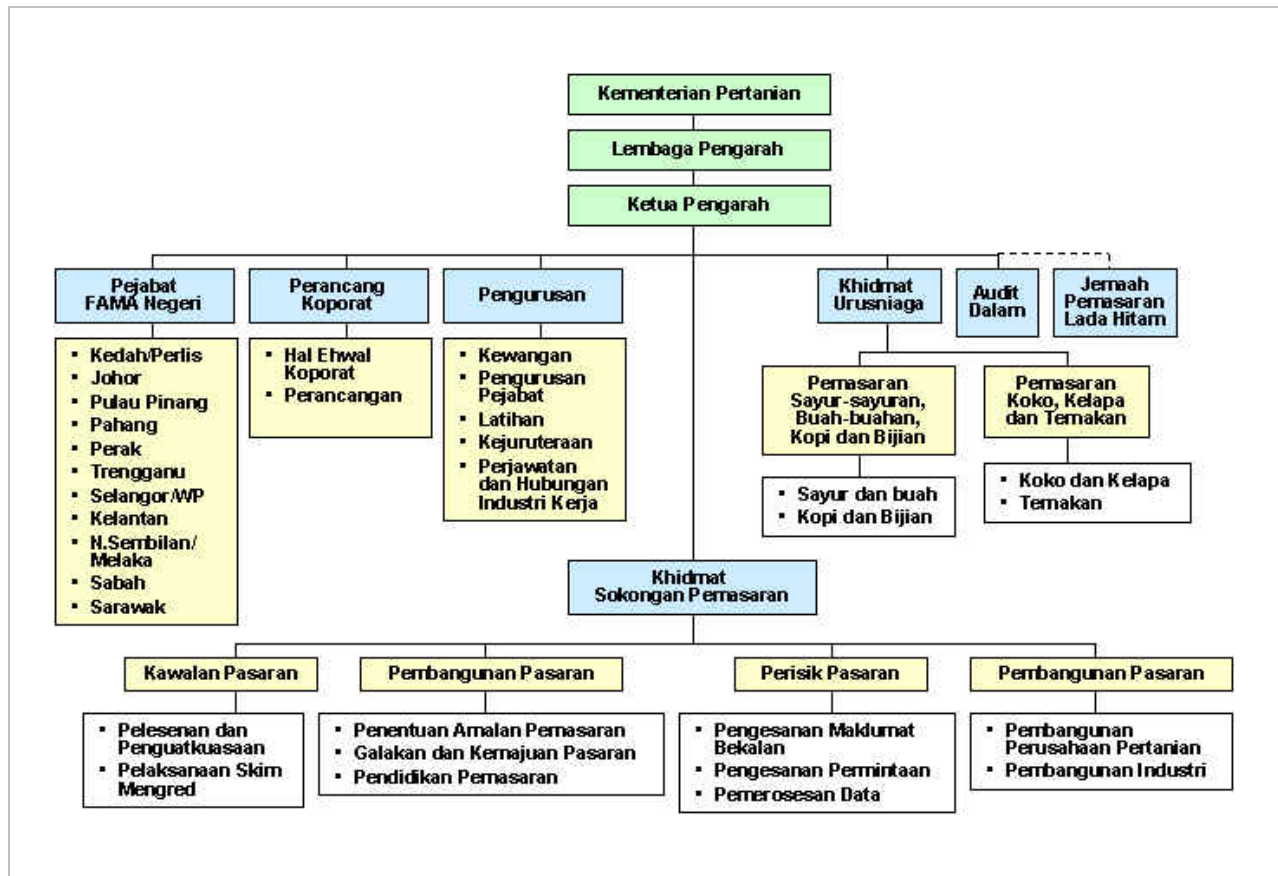 Kementerian Pertanian
Lembaga Pengarah
Ketua Pengarah
Pejabat
FAMA Negeri
Perancang
Koporat
Pengurusan
Khidmat
Urusniaga
Audit
Dalam
Jemaah
Pemasaran
Lada Hitam
▪ Kedah/Perlis
▪ Johor
▪ Pulau Pinang
▪ Pahang
▪ Perak
▪ Trengganu
▪ Selangor/WP
▪ Kelantan
▪ N.Sembilan/
Melaka
▪ Sabah
▪ Sarawak
▪ Hal Ehwal
Koporat
▪ Perancangan
▪ Kewangan
▪ Pengurusan
Pejabat
▪ Latihan
▪ Kejuruteraan
▪ Perjawatan
dan Hubungan
Industri Kerja
Pemasaran
Sayur-sayuran,
Buah-buahan,
Kopi dan Bijian
Pemasaran
Koko, Kelapa
dan Ternakan
▪ Sayur dan buah
▪ Kopi dan Bijian
▪ Koko dan Kelapa
▪ Ternakan
Khidmat
Sokongan Pemasaran
Kawalan Pasaran
Pembangunan Pasaran
Perisik Pasaran
Pembangunan Pasaran
▪ Pelesenan dan
Penguatkuasaan
▪ Pelaksanaan Skim
Mengred
▪ Penentuan Amalan Pemasaran
▪ Galakan dan Kemajuan Pasaran
▪ Pendidikan Pemasaran
▪ Pengesanan Maklumat
Bekalan
▪ Pengesanan Permintaan
▪ Pemerosesan Data
▪ Pembangunan
Perusahaan Pertanian
▪ Pembangunan Industri